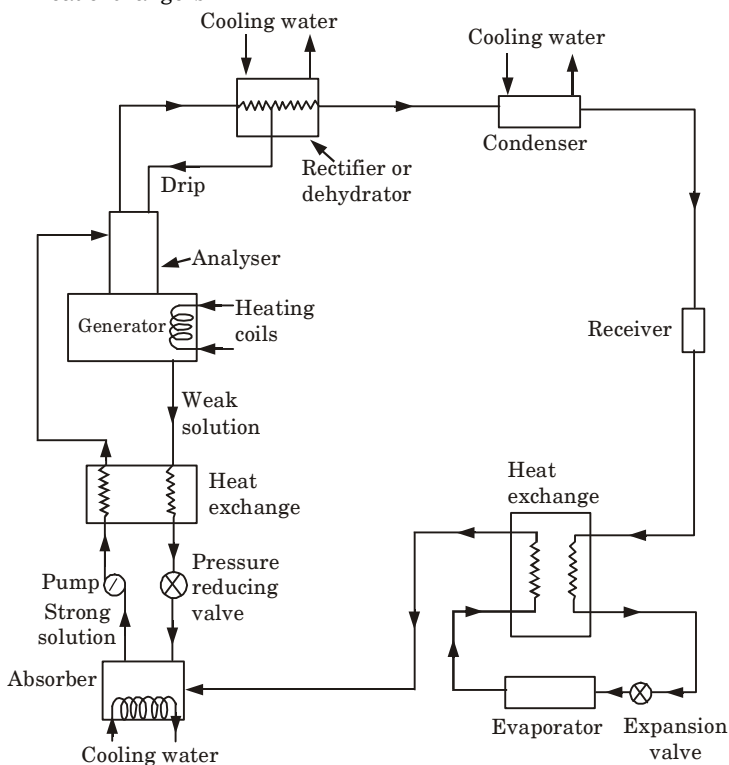 Cooling water
Cooling water
Condenser
Rectifier or
dehydrator
Drip
Analyser
Generator
Heating
coils
Receiver
Weak
solution
Heat
exchange
Heat
exchange
Pump
Strong
solution
Pressure
reducing
valve
Absorber
Cooling water
Evaporator
Expansion
valve